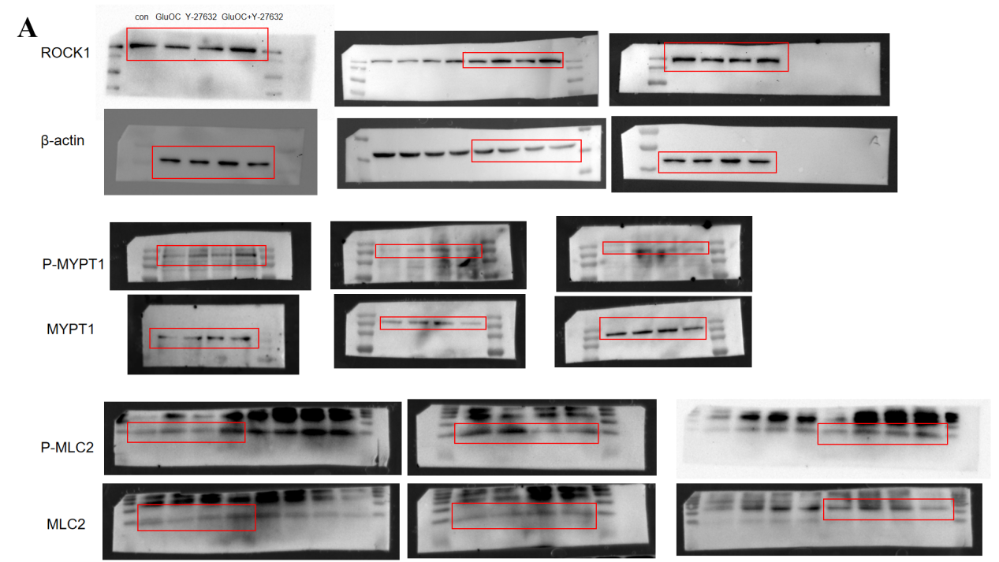 A
con GluOC Y-27632 GluOC+Y-27632
ROCK1
β-actin
P-MYPT1
MYPT1
P-MLC2
MLC2